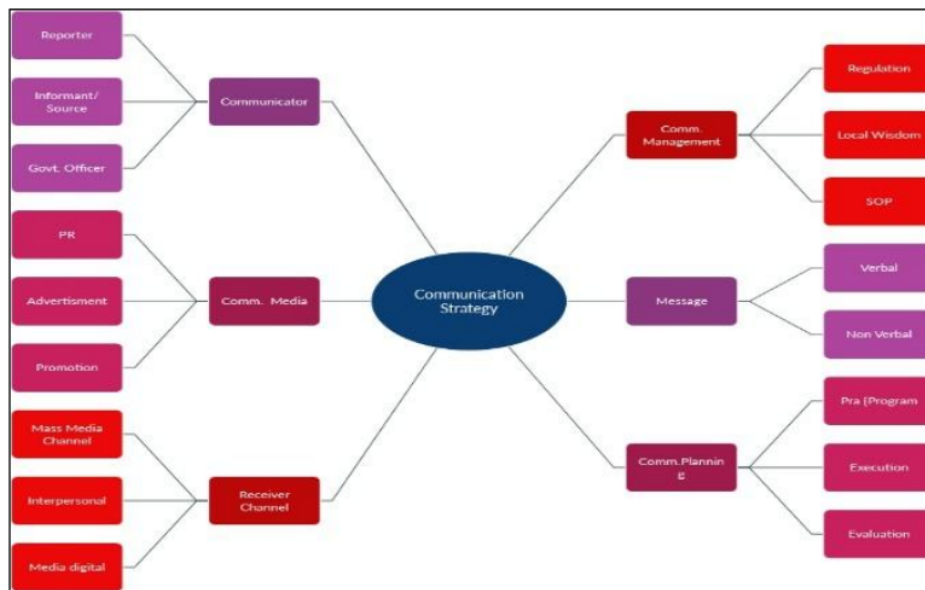 Reporter
Informant/
Source
Govt. Officer
Communicator
PR
Advertisment
Promotion
Comm. Media
Mass Media
Channel
Interpersonal
Media digital
Receiver
Channel
Communication
Strategy
Comm.
Management
Regulation
Local Wisdom
SOP
Message
Verbal
Non Verbal
Comm.Plannin
g
Pra (Program
Execution
Evaluation